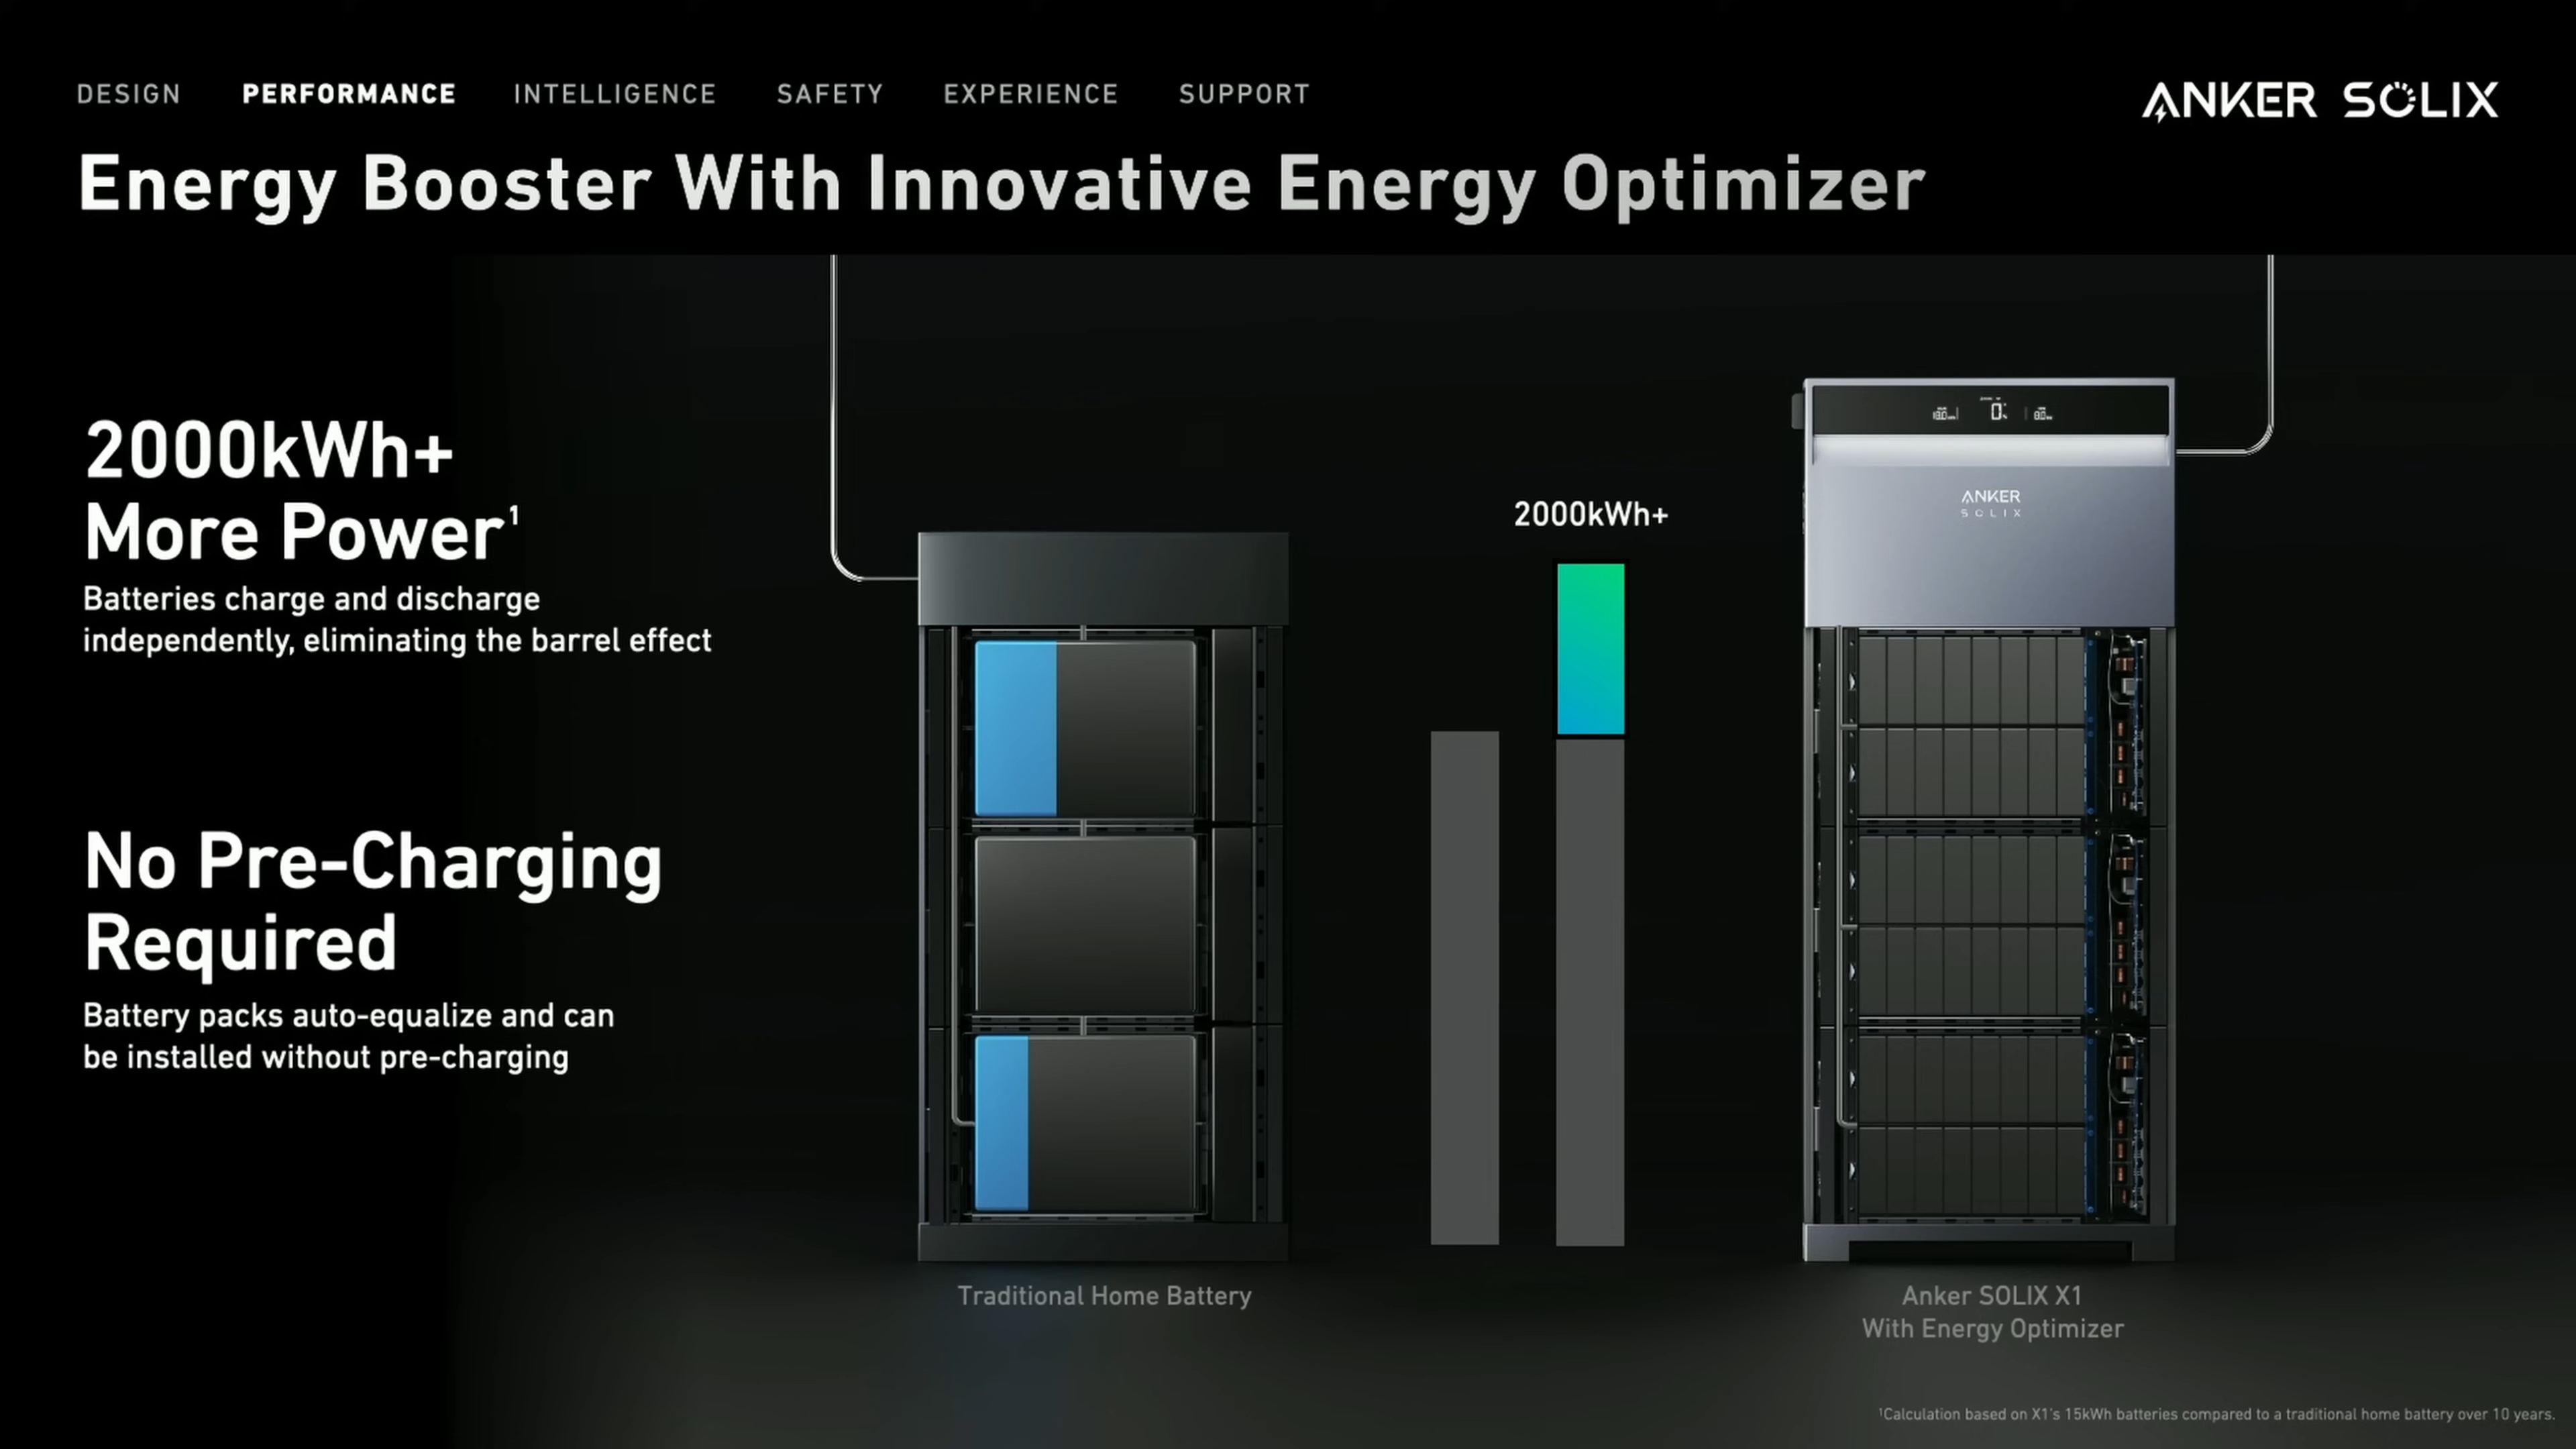 DESIGN PERFORMANCE INTELLIGENCE SAFETY EXPERIENCE SUPPORT
ANKER SOLIX
Energy Booster With Innovative Energy Optimizer
2000kWh+
More Power¹
Batteries charge and discharge
independently, eliminating the barrel effect
No Pre-Charging
Required
Battery packs auto-equalize and can
be installed without pre-charging
2000kWh+
0%
ANKER
SOLIX
Traditional Home Battery
Anker SOLIX X1
With Energy Optimizer
¹Calculation based on X1's 15kWh batteries compared to a traditional home battery over 10 years.